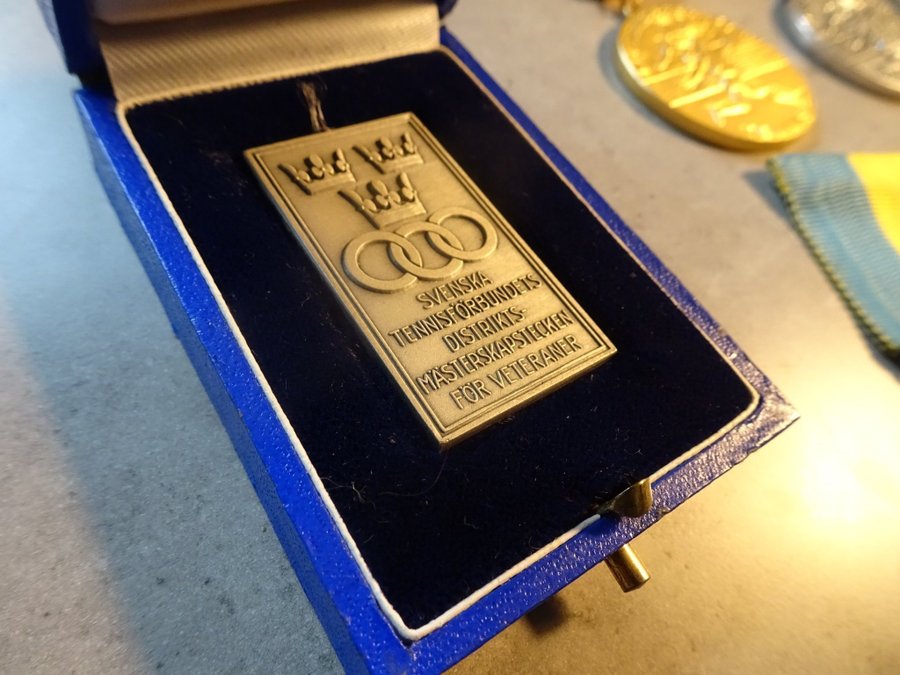 SVENSKA
TENNISFÖRBUNDETS
DISTRIKTS-
MÄSTERSKAPSTECKEN
FÖR VETERANER